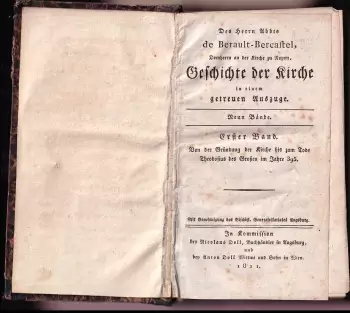 Des Herrn Abbts
de Berault-Bercastel,
Domherrn an der Kirche zu Noyon,
Geschichte der Kirche
in einem
getreuen Auszuge.
Neun Bände.
Erster Band.
Von der Gründung der Kirche bis zum Tode
Theodosius des Großen im Jahre 395.
Mit Genehmigung des Bischöfl. Generalvikariates Augsburg.
In Kommission
bey Nicolaus Doll, Buchhändler in Augsburg,
und
bey Anton Doll Wittwe und Sohn in Wien.
1821.